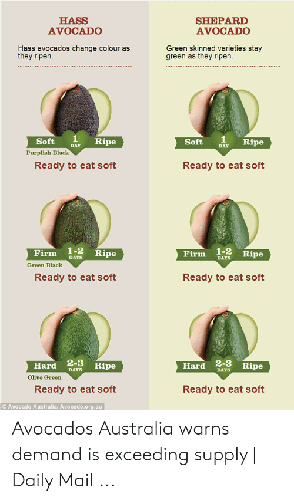 HASS
AVOCADO
Hass avocados change colour as
they ripen.
Soft 1 DAY Ripe
Purplish Black
Ready to eat soft
Firm 1-2 DAYS Ripe
Green Black
Ready to eat soft
Hard 2-3 DAYS Ripe
Olive Green
Ready to eat soft
SHEPARD
AVOCADO
Green skinned varieties stay
green as they ripen.
Soft 1 DAY Ripe
Ready to eat soft
Firm 1-2 DAYS Ripe
Ready to eat soft
Hard 2-3 DAYS Ripe
Ready to eat soft
© Avocado Australia/ Avocado.org.au
Avocados Australia warns
demand is exceeding supply |
Daily Mail ...